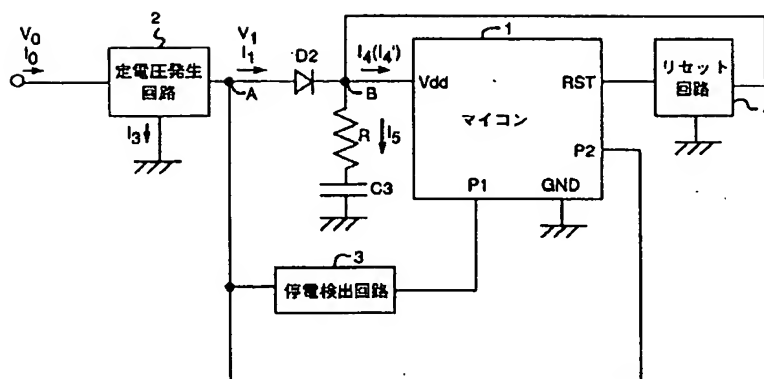 2
V0
I0
定電圧発生
回路
I3
V1
I1
A
D2
I4(I4')
B
R
I5
C3
1
Vdd
RST
マイコン
P2
P1
GND
リセット
回路
3
停電検出回路